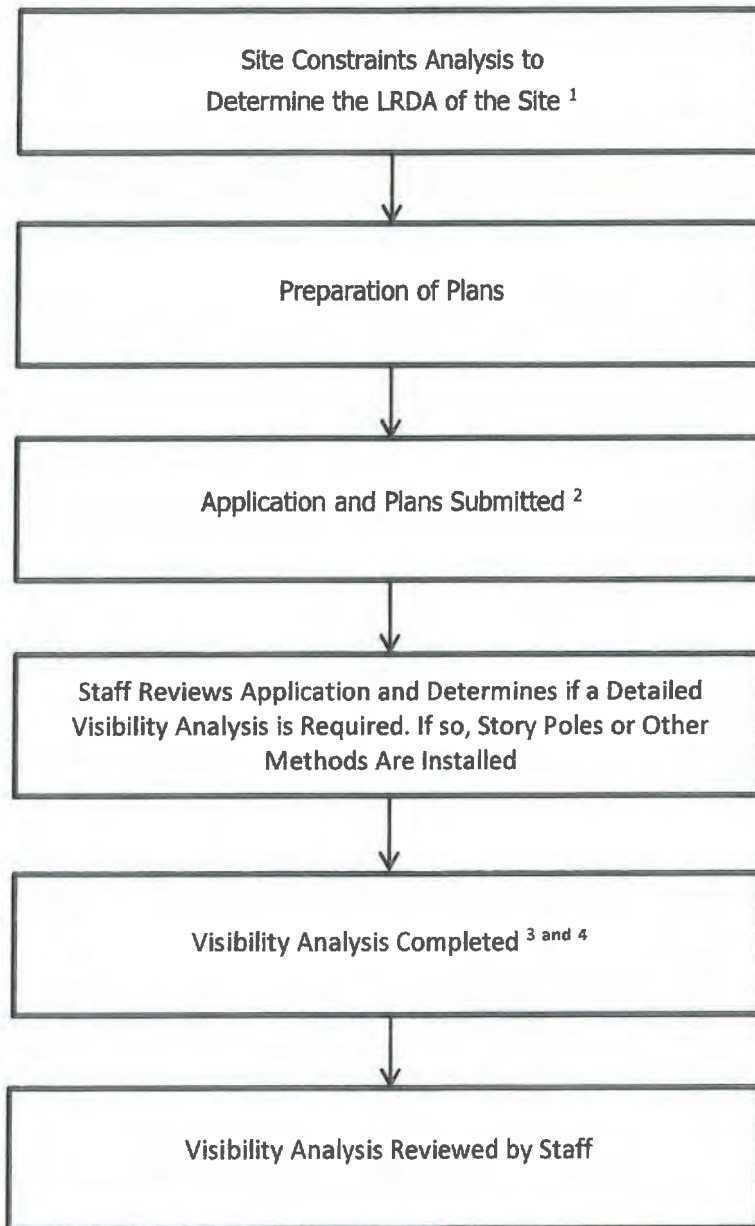 Site Constraints Analysis to
Determine the LRDA of the Site ¹
Preparation of Plans
Application and Plans Submitted ²
Staff Reviews Application and Determines if a Detailed
Visibility Analysis is Required. If so, Story Poles or Other
Methods Are Installed
Visibility Analysis Completed ³ and ⁴
Visibility Analysis Reviewed by Staff